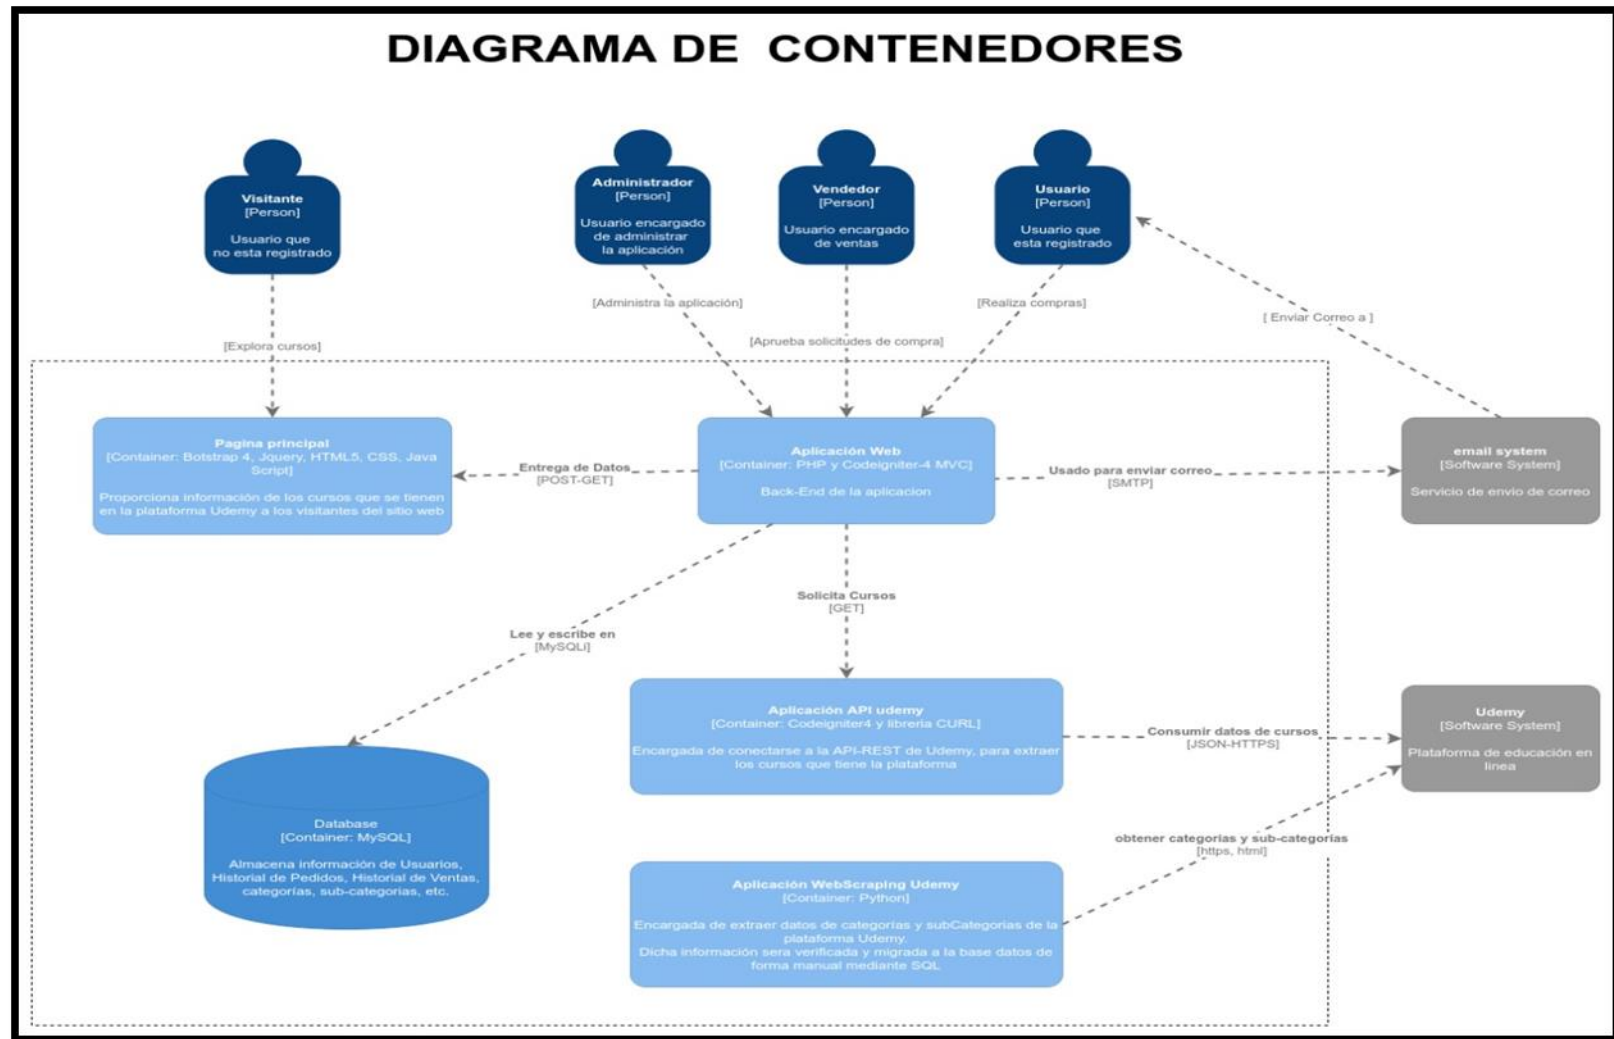 DIAGRAMA DE CONTENEDORES
Visitante
[Person]
Usuario que
no esta registrado
Administrador
[Person]
Usuario encargado
de administrar
la aplicación
Vendedor
[Person]
Usuario encargado
de ventas
Usuario
[Person]
Usuario que
esta registrado
[Explora cursos]
[Administra la aplicación]
[Aprueba solicitudes de compra]
[Realiza compras]
[ Enviar Correo a ]
Pagina principal
[Container: Botstrap 4, Jquery, HTML5, CSS, Java
Script]
Proporciona información de los cursos que se tienen
en la plataforma Udemy a los visitantes del sitio web
Entrega de Datos
[POST-GET]
Aplicación Web
[Container: PHP y Codeigniter-4 MVC]
Back-End de la aplicacion
Usado para enviar correo
[SMTP]
email system
[Software System]
Servicio de envio de correo
Lee y escribe en
[MySQLi]
Solicita Cursos
[GET]
Aplicación API udemy
[Container: Codeigniter4 y libreria CURL]
Encargada de conectarse a la API-REST de Udemy, para extraer
los cursos que tiene la plataforma
Consumir datos de cursos
[JSON-HTTPS]
Udemy
[Software System]
Plataforma de educación en
linea
Database
[Container: MySQL]
Almacena información de Usuarios,
Historial de Pedidos, Historial de Ventas,
categorías, sub-categorias, etc.
obtener categorias y sub-categorías
[https, html]
Aplicación WebScraping Udemy
[Container: Python]
Encargada de extraer datos de categorías y subCategorias de la
plataforma Udemy.
Dicha información sera verificada y migrada a la base datos de
forma manual mediante SQL